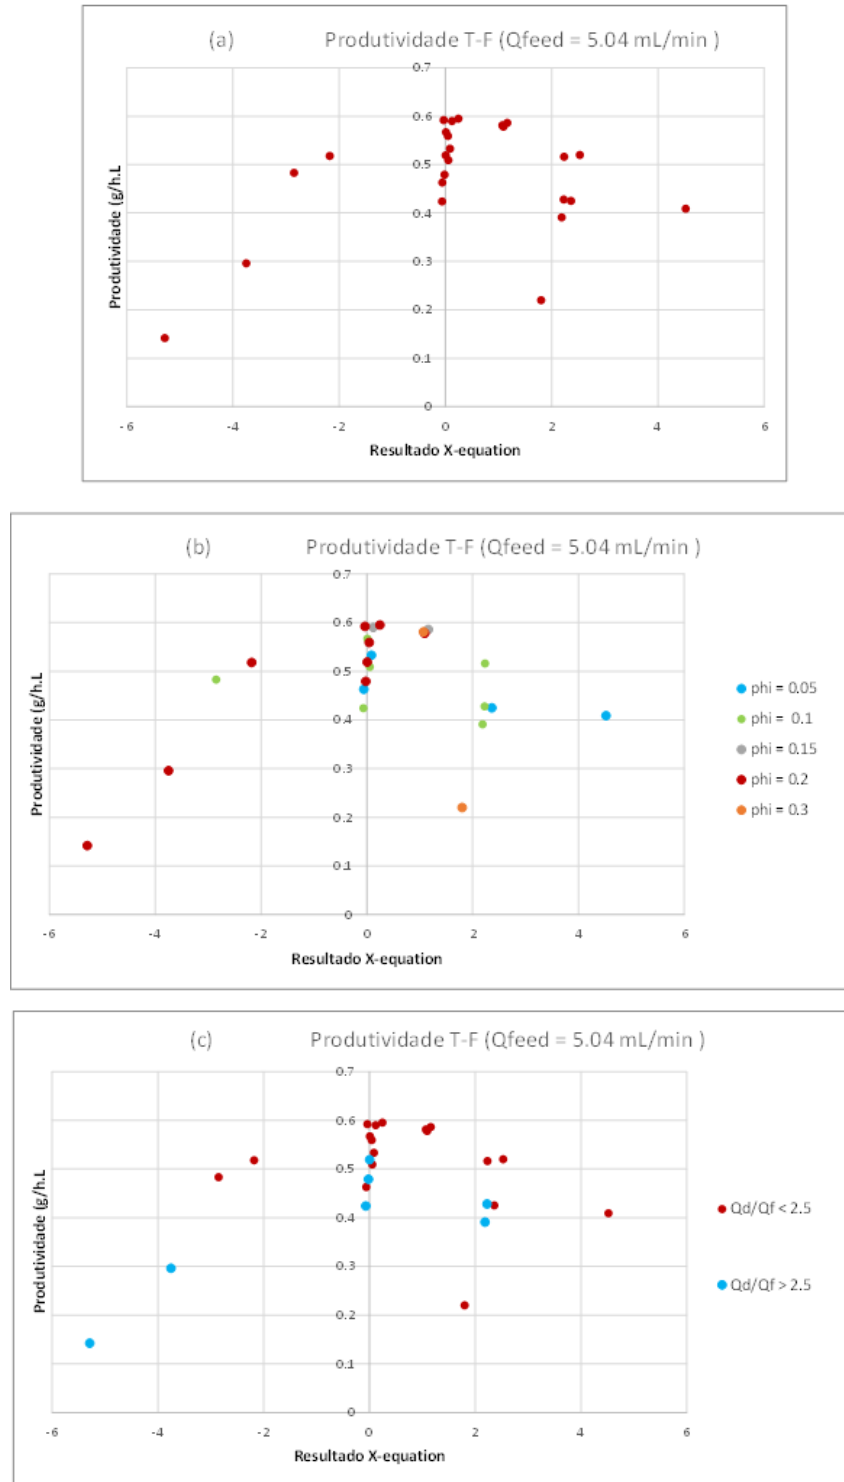 (a) Produtividade T-F (Qfeed = 5.04 mL/min )
0.7
0.6
0.5
0.4
0.3
0.2
0.1
0
-6 -4 -2 0 2 4 6
Produtividade (g/h.L
Resultado X-equation
(b) Produtividade T-F (Qfeed = 5.04 mL/min )
0.7
0.6
0.5
0.4
0.3
0.2
0.1
0
-6 -4 -2 0 2 4 6
Produtividade (g/h.L
Resultado X-equation
phi = 0.05
phi = 0.1
phi = 0.15
phi = 0.2
phi = 0.3
(c) Produtividade T-F (Qfeed = 5.04 mL/min )
0.7
0.6
0.5
0.4
0.3
0.2
0.1
0
-6 -4 -2 0 2 4 6
Produtividade (g/h.L
Resultado X-equation
Qd/Qf < 2.5
Qd/Qf > 2.5